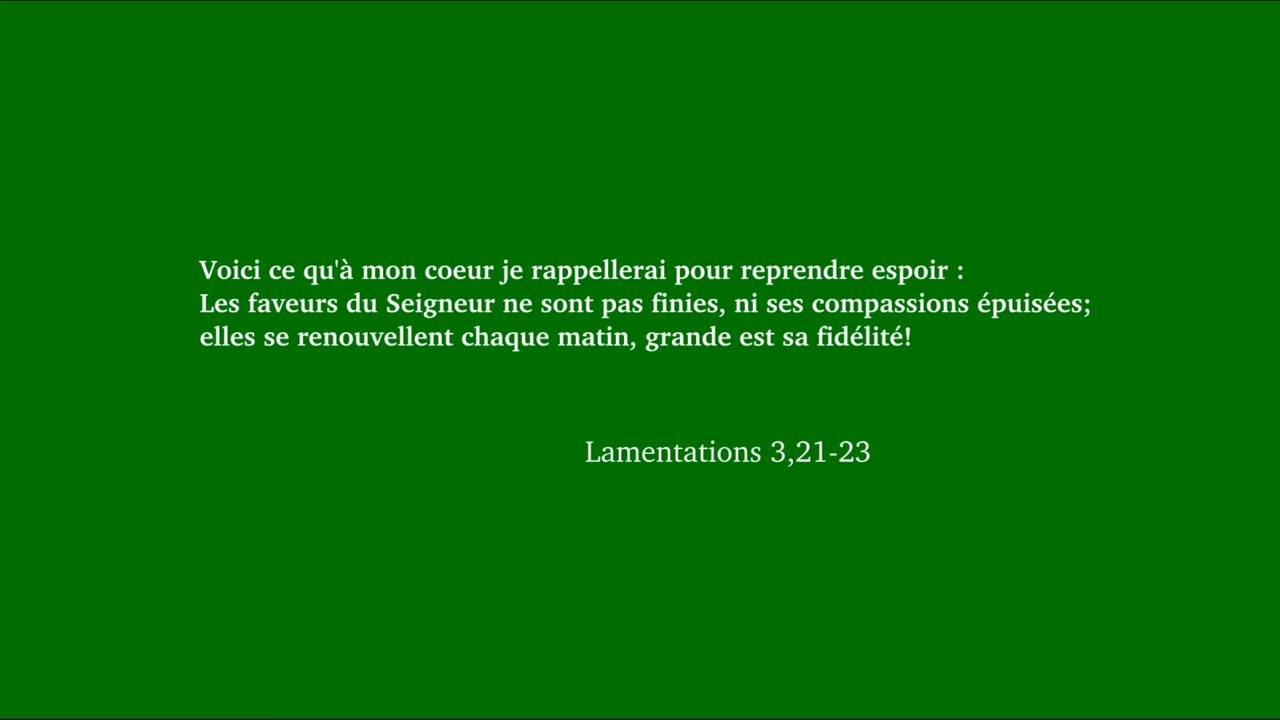 Voici ce qu'à mon coeur je rappellerai pour reprendre espoir :
Les faveurs du Seigneur ne sont pas finies, ni ses compassions épuisées;
elles se renouvellent chaque matin, grande est sa fidélité!
Lamentations 3,21-23